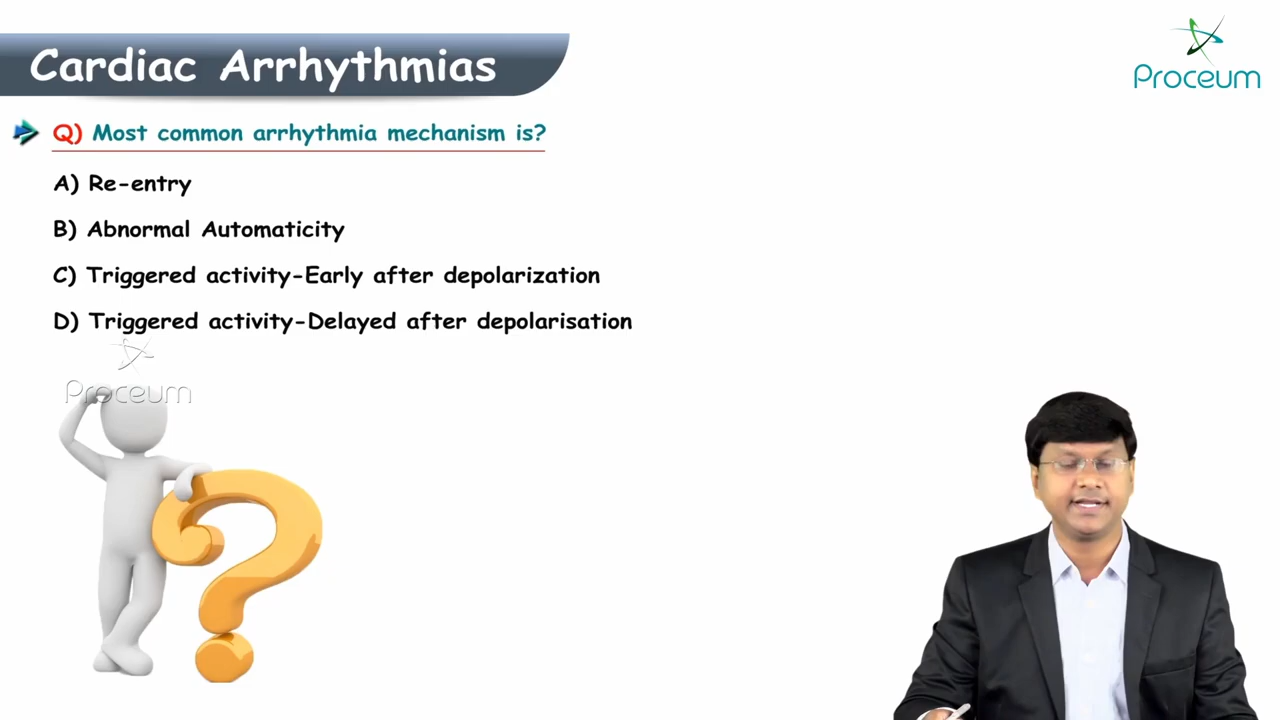 Cardiac Arrhythmias
Proceum
Q) Most common arrhythmia mechanism is?
A) Re-entry
B) Abnormal Automaticity
C) Triggered activity-Early after depolarization
D) Triggered activity-Delayed after depolarisation
Proceum